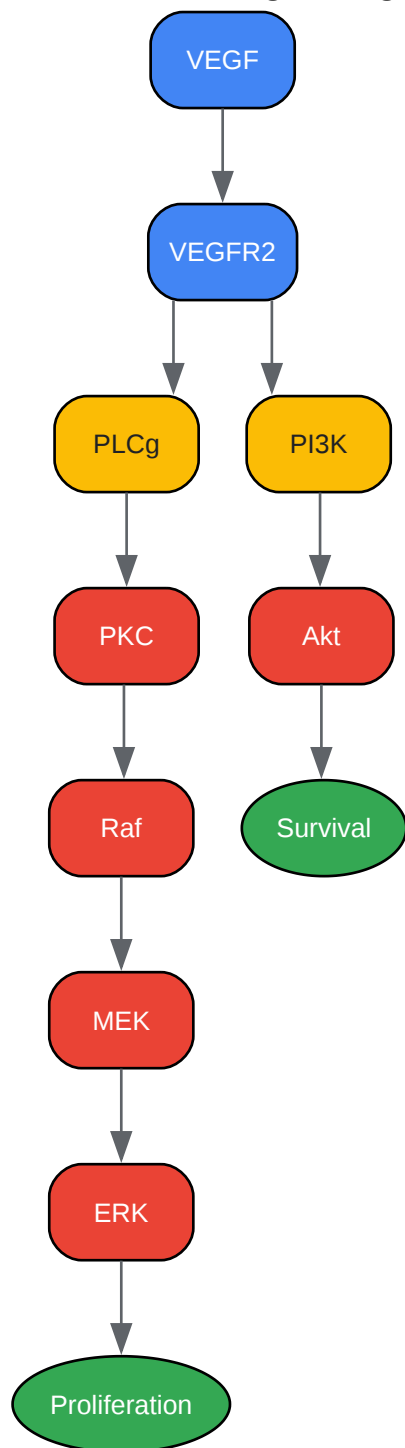 VEGF
VEGFR2
PLCg
PI3K
PKC
Akt
Raf
Survival
MEK
ERK
Proliferation